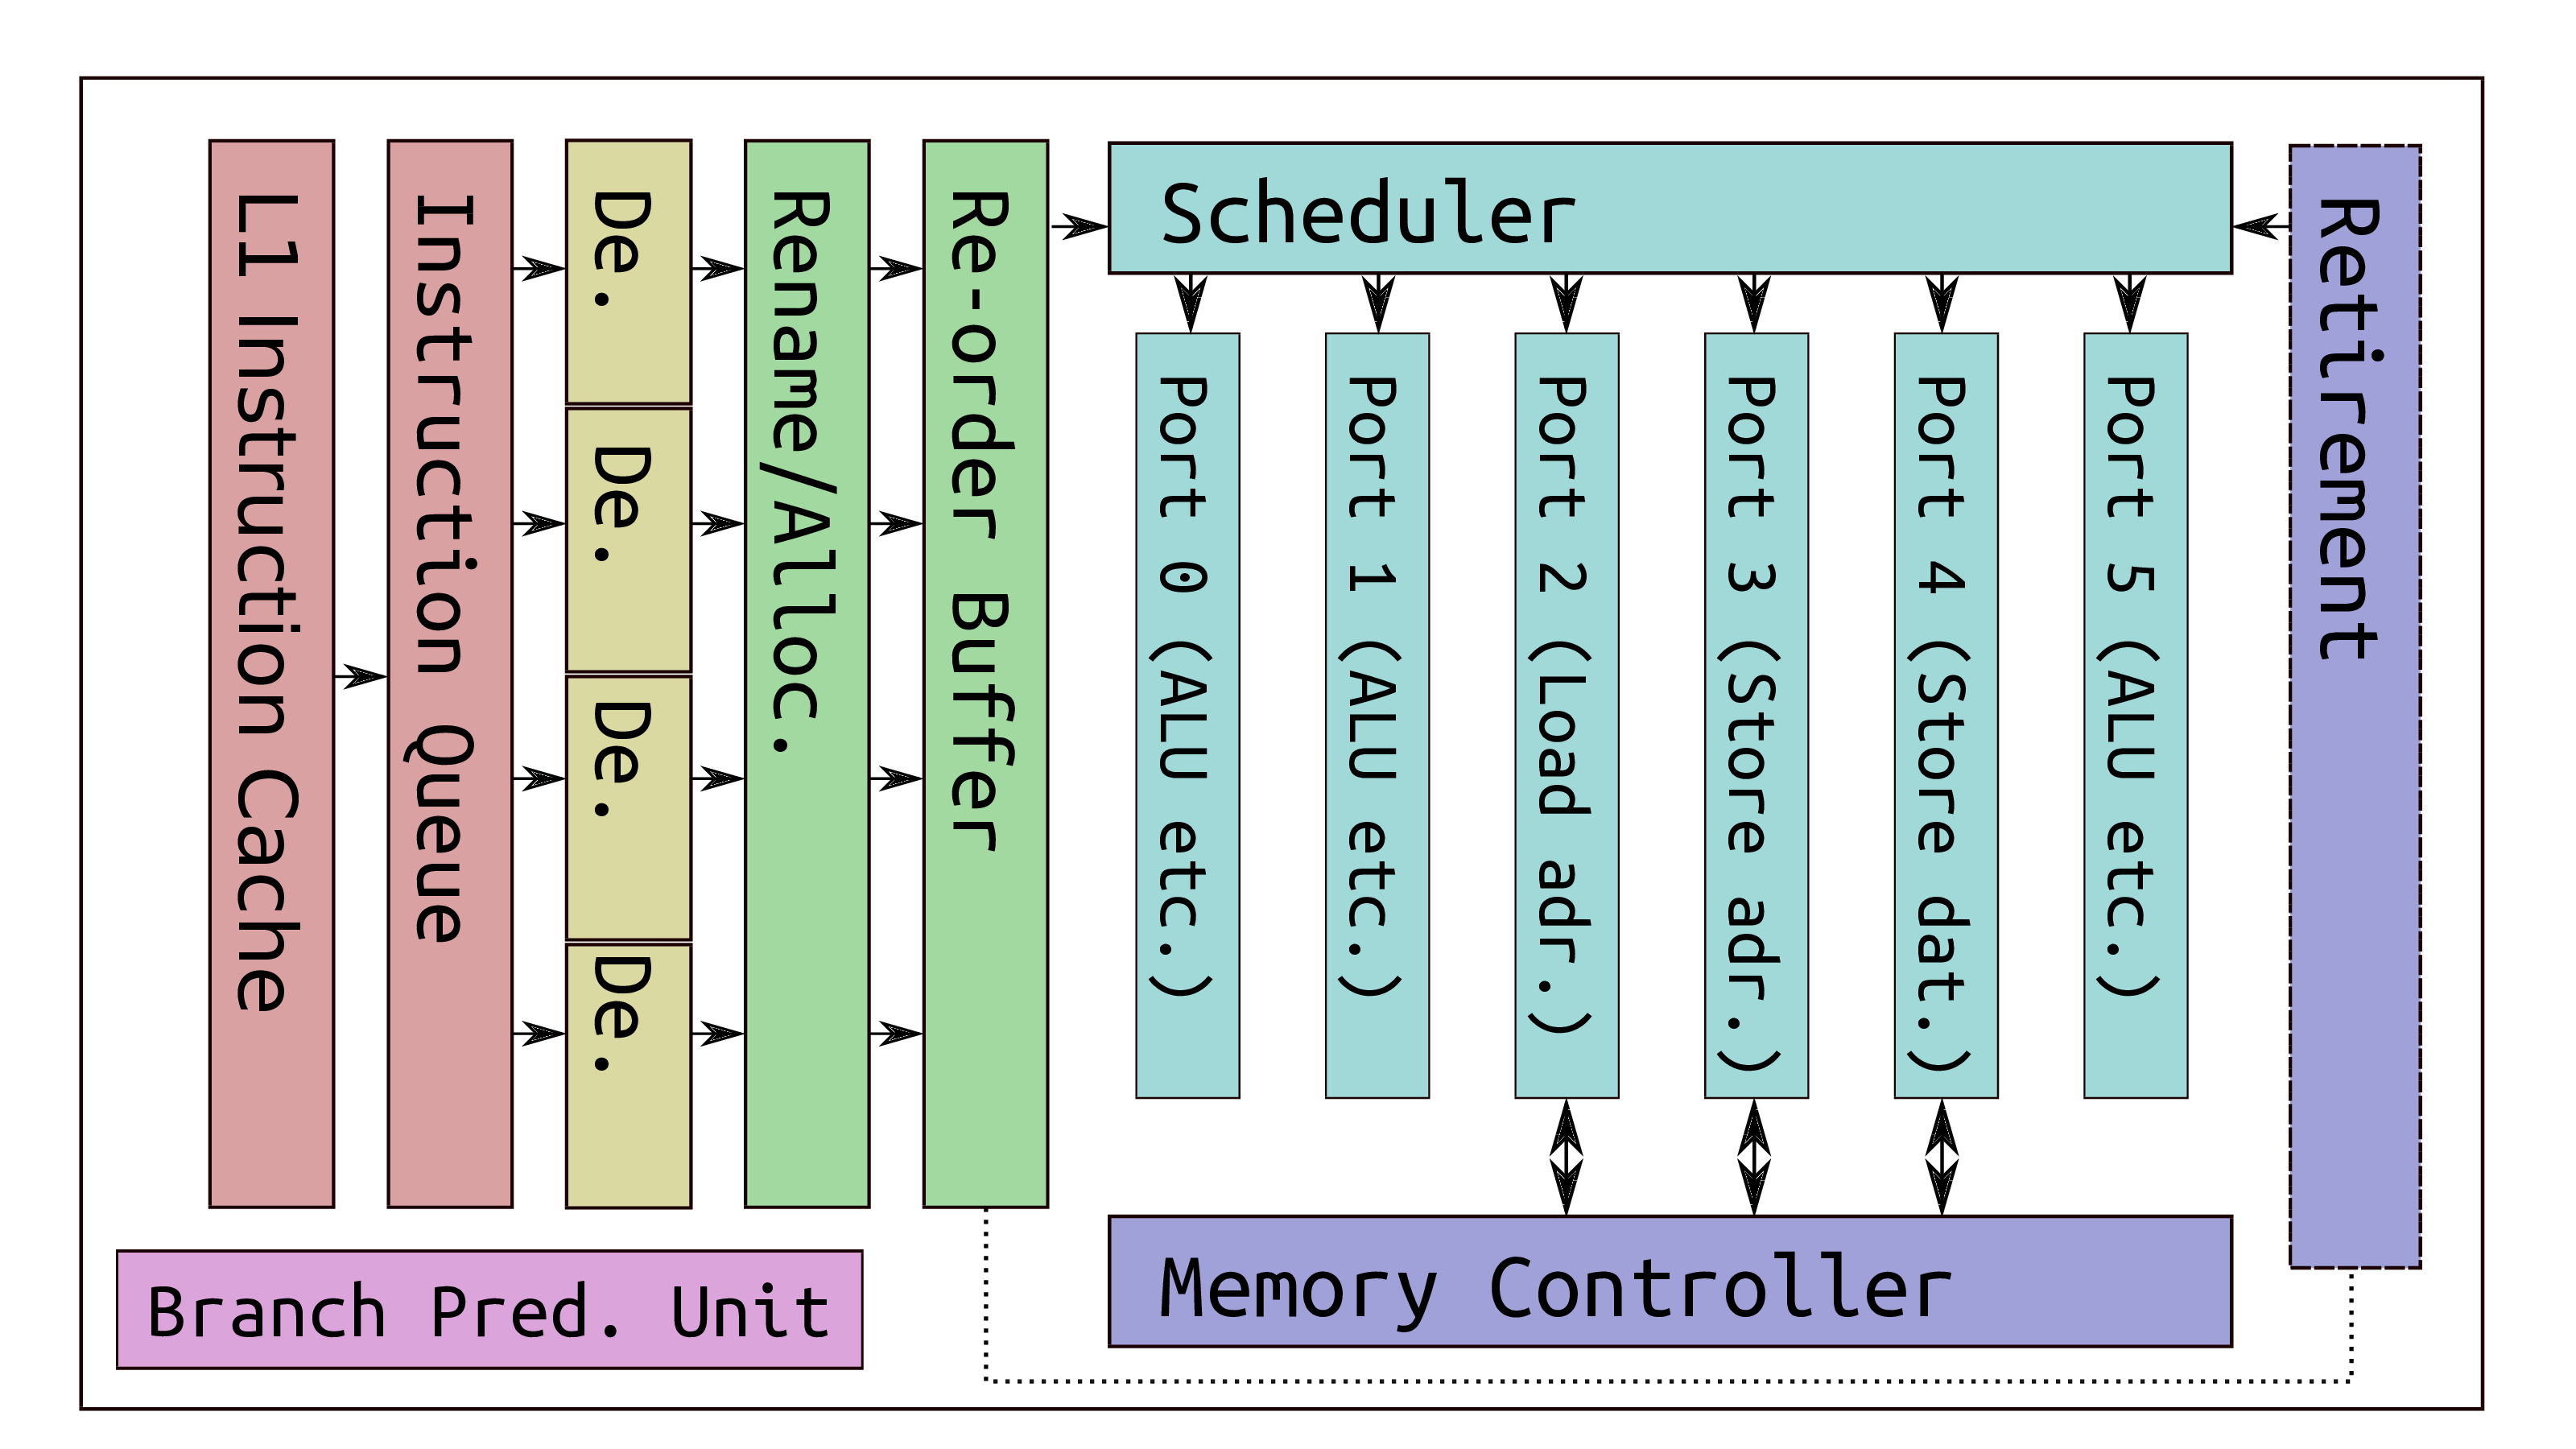 L1 Instruction Cache
Instruction Queue
De.
De.
De.
De.
Rename/Alloc.
Re-order Buffer
Scheduler
Port 0 (ALU etc.)
Port 1 (ALU etc.)
Port 2 (Load adr.)
Port 3 (Store adr.)
Port 4 (Store dat.)
Port 5 (ALU etc.)
Retirement
Branch Pred. Unit
Memory Controller